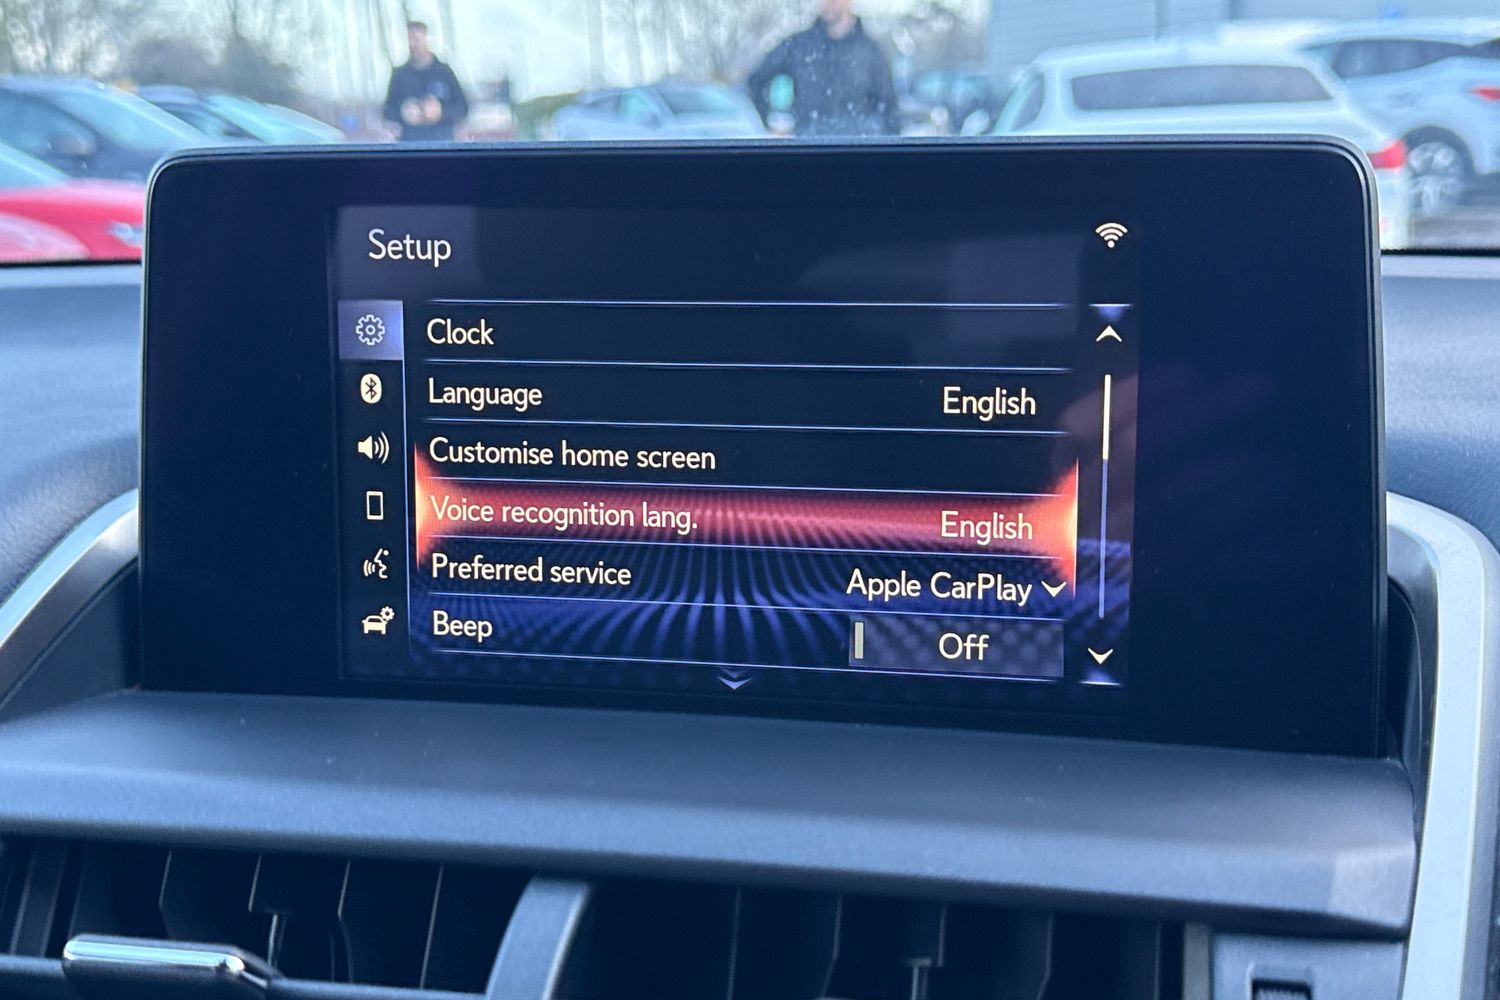 Setup
Clock
Language English
Customise home screen
Voice recognition lang. English
Preferred service Apple CarPlay
Beep Off